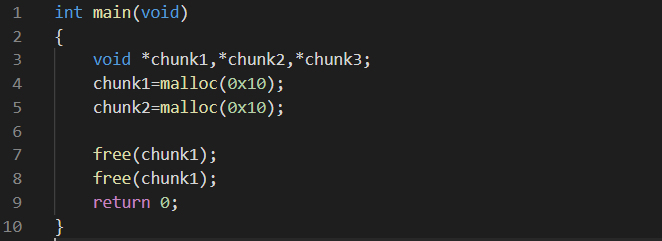 1 int main(void)
2 {
3     void *chunk1,*chunk2,*chunk3;
4     chunk1=malloc(0x10);
5     chunk2=malloc(0x10);
6
7     free(chunk1);
8     free(chunk1);
9     return 0;
10 }